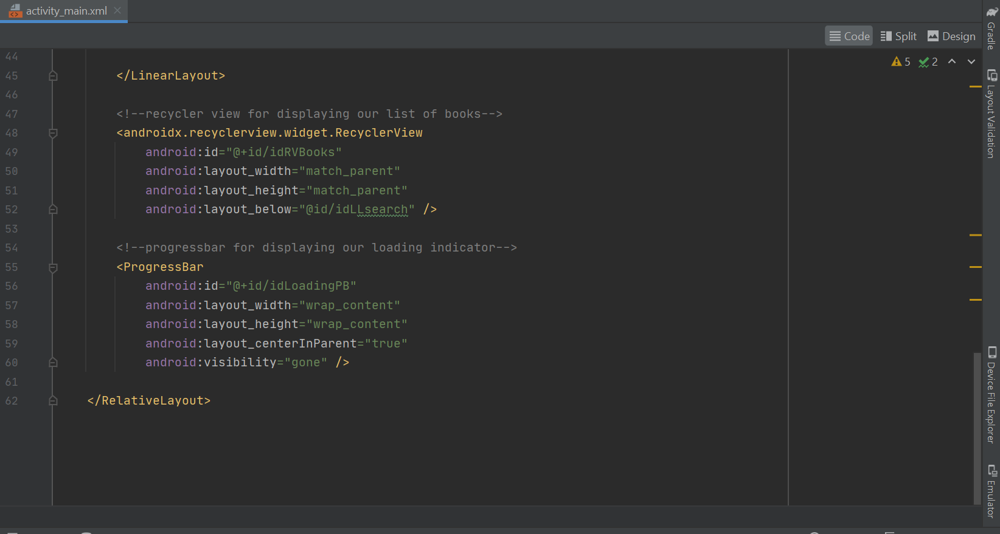 activity_main.xml
Code Split Design
5 2
44
45 </LinearLayout>
46
47 <!--recycler view for displaying our list of books-->
48 <androidx.recyclerview.widget.RecyclerView
49 android:id="@+id/idRVBooks"
50 android:layout_width="match_parent"
51 android:layout_height="match_parent"
52 android:layout_below="@id/idLLsearch" />
53
54 <!--progressbar for displaying our loading indicator-->
55 <ProgressBar
56 android:id="@+id/idLoadingPB"
57 android:layout_width="wrap_content"
58 android:layout_height="wrap_content"
59 android:layout_centerInParent="true"
60 android:visibility="gone" />
61
62 </RelativeLayout>
Gradle
Layout Validation
Device File Explorer
Emulator